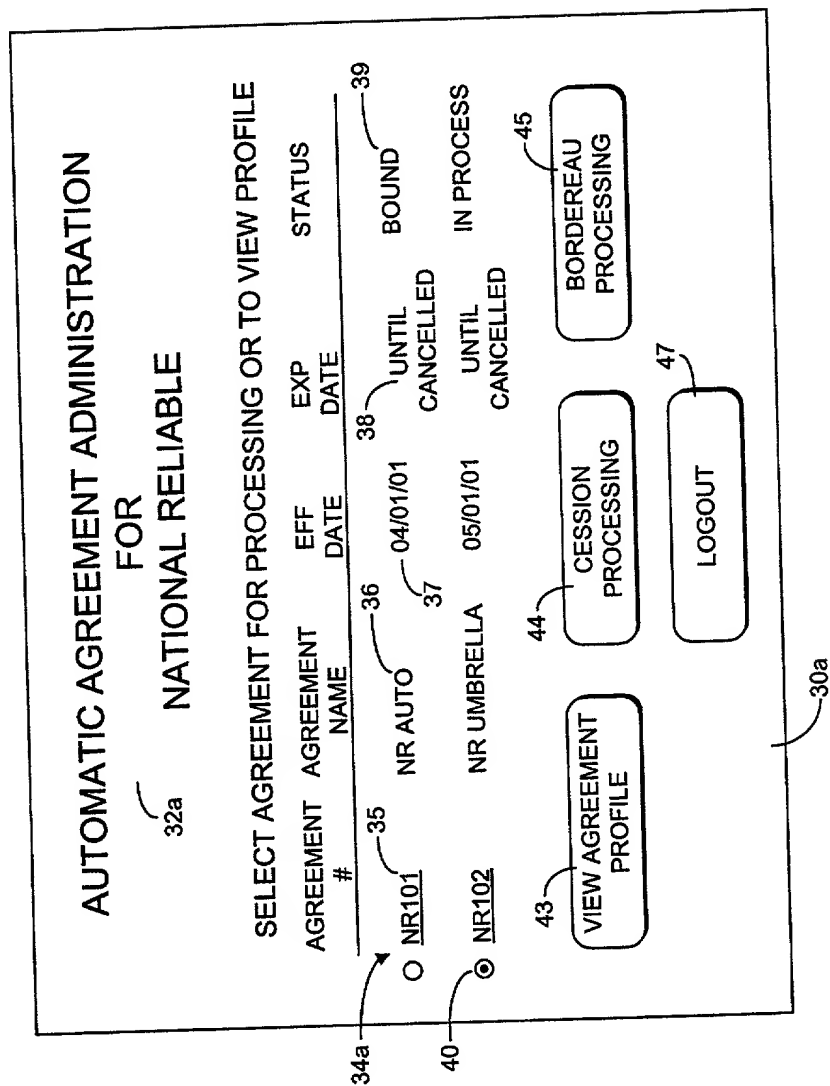 AUTOMATIC AGREEMENT ADMINISTRATION
FOR
NATIONAL RELIABLE
32a
SELECT AGREEMENT FOR PROCESSING OR TO VIEW PROFILE
AGREEMENT # AGREEMENT NAME EFF DATE EXP DATE STATUS
34a 35 36 37 38 39
NR101 NR AUTO 04/01/01 UNTIL CANCELLED BOUND
40 NR102 NR UMBRELLA 05/01/01 UNTIL CANCELLED IN PROCESS
43 44 45
VIEW AGREEMENT PROFILE
CESSION PROCESSING
BORDEREAU PROCESSING
47
LOGOUT
30a